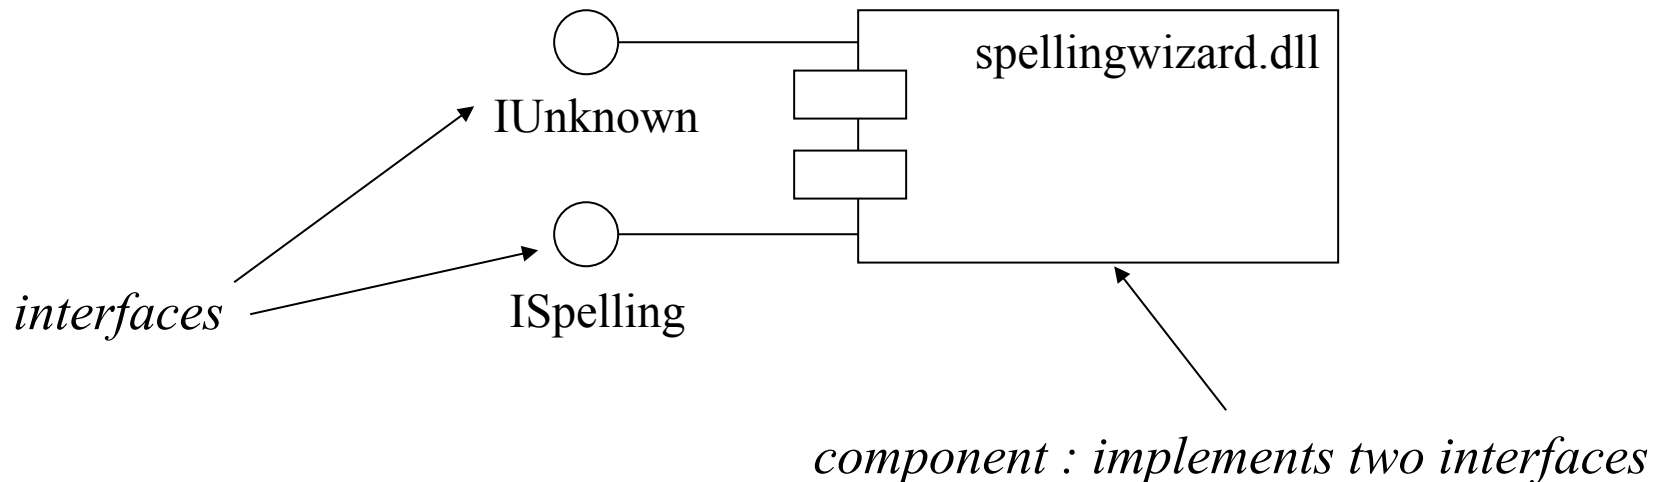 spellingwizard.dll
IUnknown
interfaces
ISpelling
component : implements two interfaces